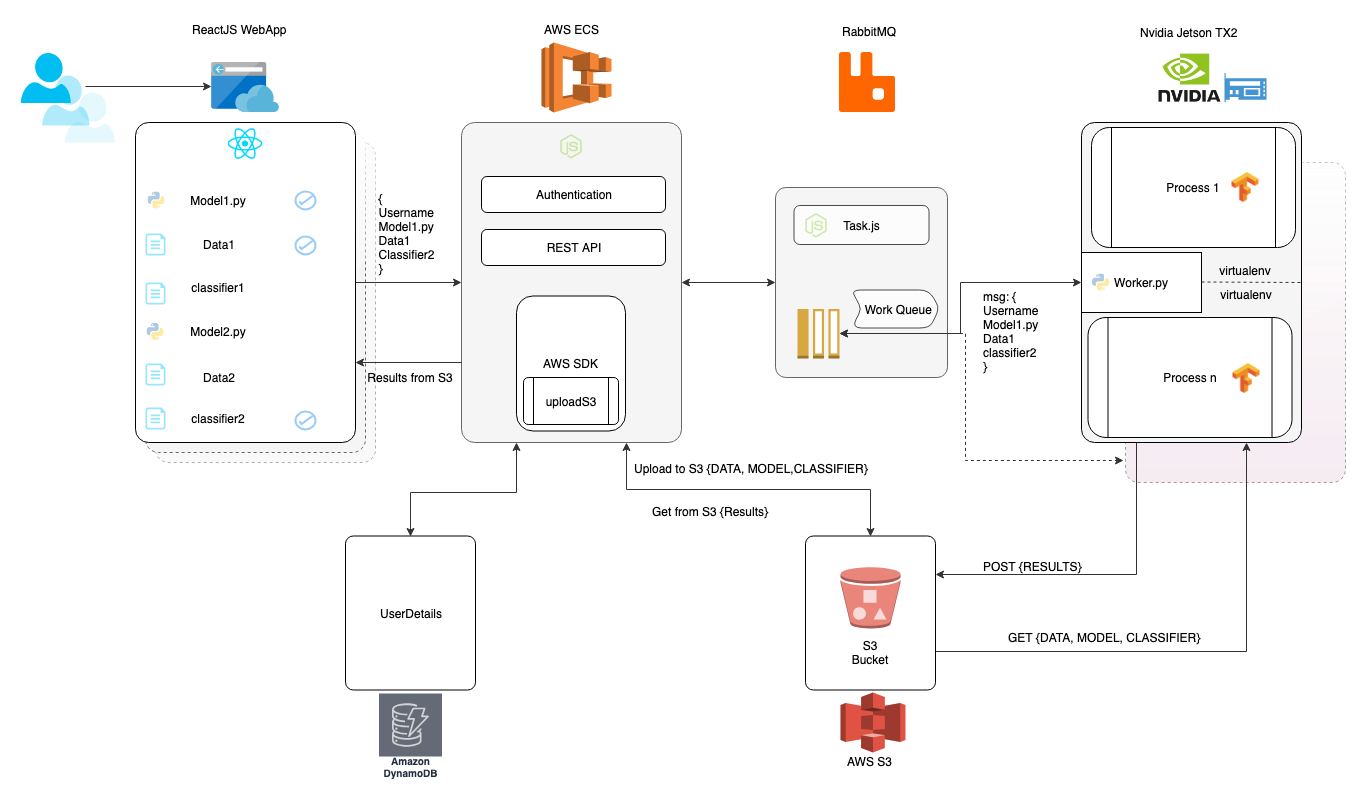 ReactJS WebApp
AWS ECS
RabbitMQ
Nvidia Jetson TX2
NVIDIA
Model1.py
Data1
classifier1
Model2.py
Data2
classifier2
{
Username
Model1.py
Data1
Classifier2
}
Results from S3
JS
Authentication
REST API
AWS SDK
uploadS3
JS
Task.js
Work Queue
msg: {
Username
Model1.py
Data1
classifier2
}
Process 1
Worker.py
virtualenv
virtualenv
Process n
Upload to S3 {DATA, MODEL,CLASSIFIER}
Get from S3 {Results}
POST {RESULTS}
GET {DATA, MODEL, CLASSIFIER}
UserDetails
Amazon
DynamoDB
S3
Bucket
AWS S3